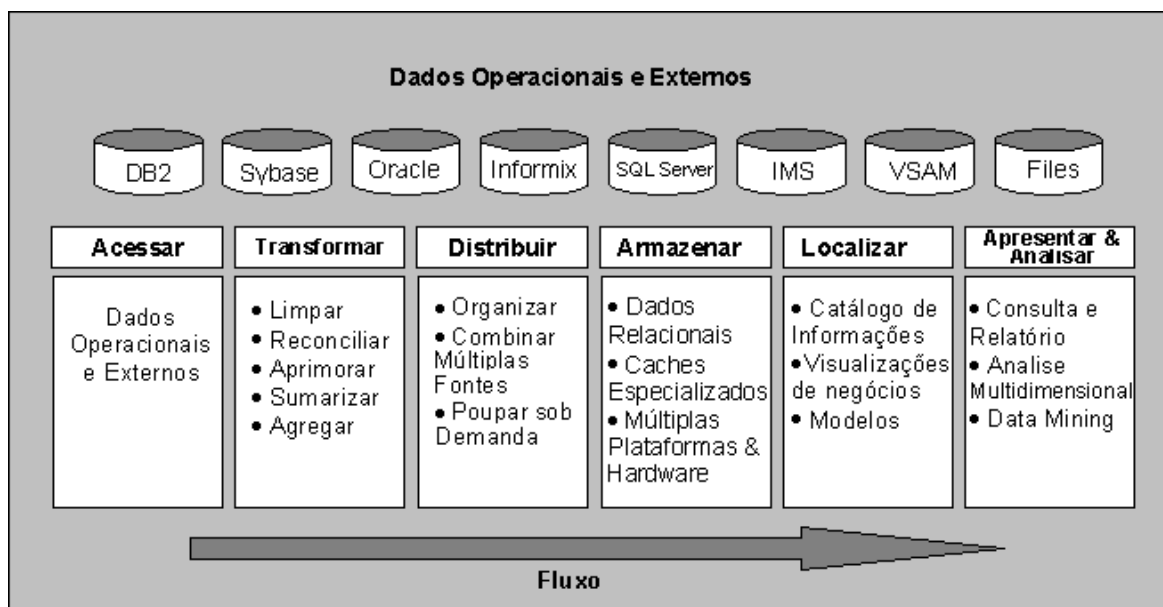 Dados Operacionais e Externos
DB2
Sybase
Oracle
Informix
SQL Server
IMS
VSAM
Files
Acessar
Dados
Operacionais
e Externos
Transformar
• Limpar
• Reconciliar
• Aprimorar
• Sumarizar
• Agregar
Distribuir
• Organizar
• Combinar
Múltiplas
Fontes
• Poupar sob
Demanda
Armazenar
• Dados
Relacionais
• Caches
Especializados
• Múltiplas
Plataformas &
Hardware
Localizar
• Catálogo de
Informações
•Visualizações
de negócios
• Modelos
Apresentar &
Analisar
• Consulta e
Relatório
• Analise
Multidimensional
• Data Mining
Fluxo